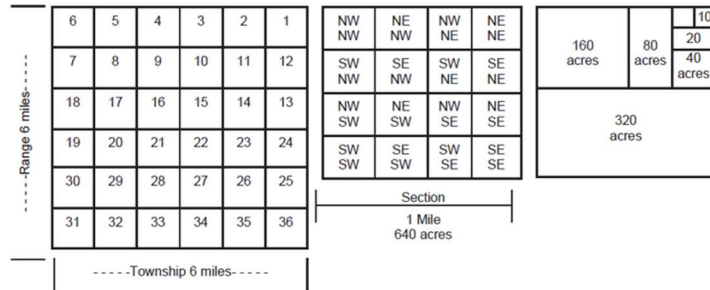 6 5 4 3 2 1
7 8 9 10 11 12
18 17 16 15 14 13
19 20 21 22 23 24
30 29 28 27 26 25
31 32 33 34 35 36
-----Range 6 miles-----
-----Township 6 miles-----
NW NE NW NE
NW NW NE NE
SW SE SW SE
NW NW NE NE
NW NE NW NE
SW SW SE SE
SW SE SW SE
SW SW SE SE
Section
1 Mile
640 acres
160
acres
80
acres
10
20
40
acres
320
acres